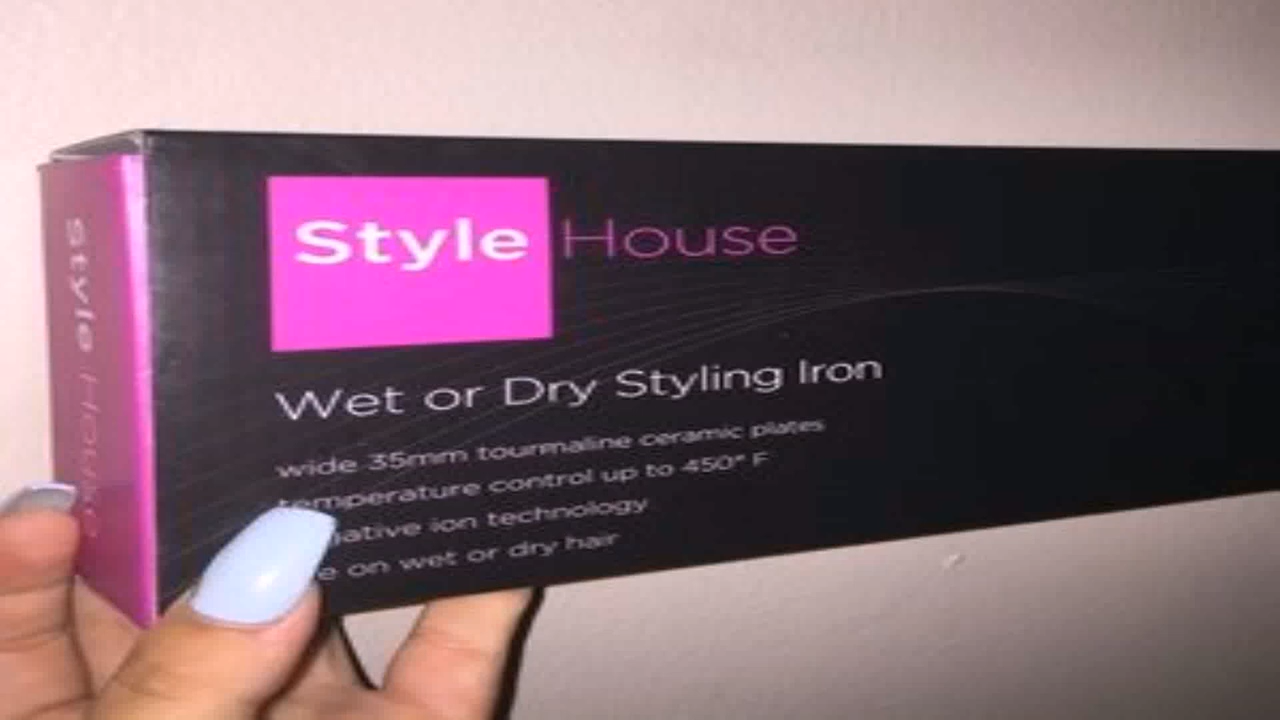 Style House
Style House
Wet or Dry Styling Iron
wide 35mm tourmaline ceramic plates
temperature control up to 450° F
ion technology
on wet or dry hair